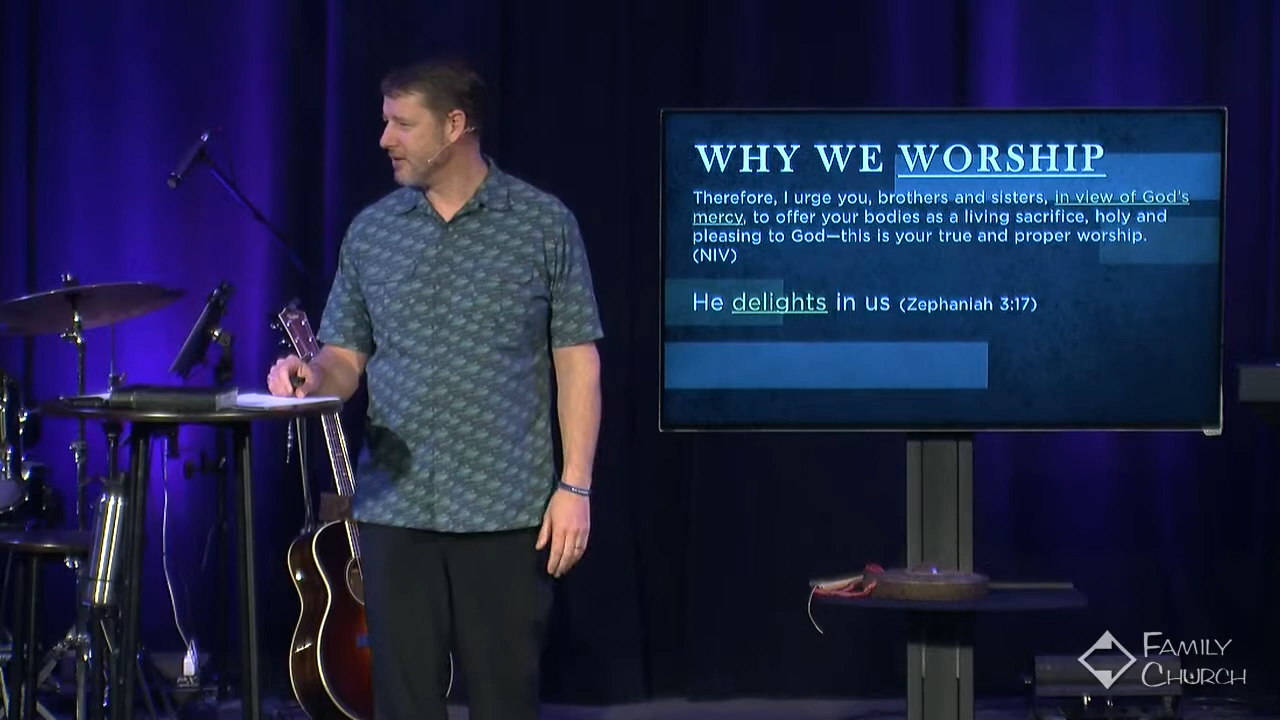 WHY WE WORSHIP
Therefore, I urge you, brothers and sisters, in view of God's
mercy, to offer your bodies as a living sacrifice, holy and
pleasing to God—this is your true and proper worship.
(NIV)
He delights in us (Zephaniah 3:17)
FAMILY
CHURCH